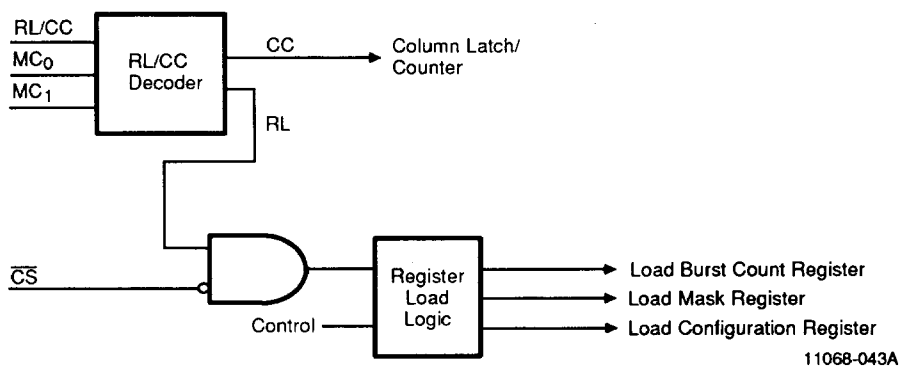 RL/CC
MC0
MC1
RL/CC
Decoder
CC
Column Latch/
Counter
RL
CS
Control
Register
Load
Logic
Load Burst Count Register
Load Mask Register
Load Configuration Register
11068-043A